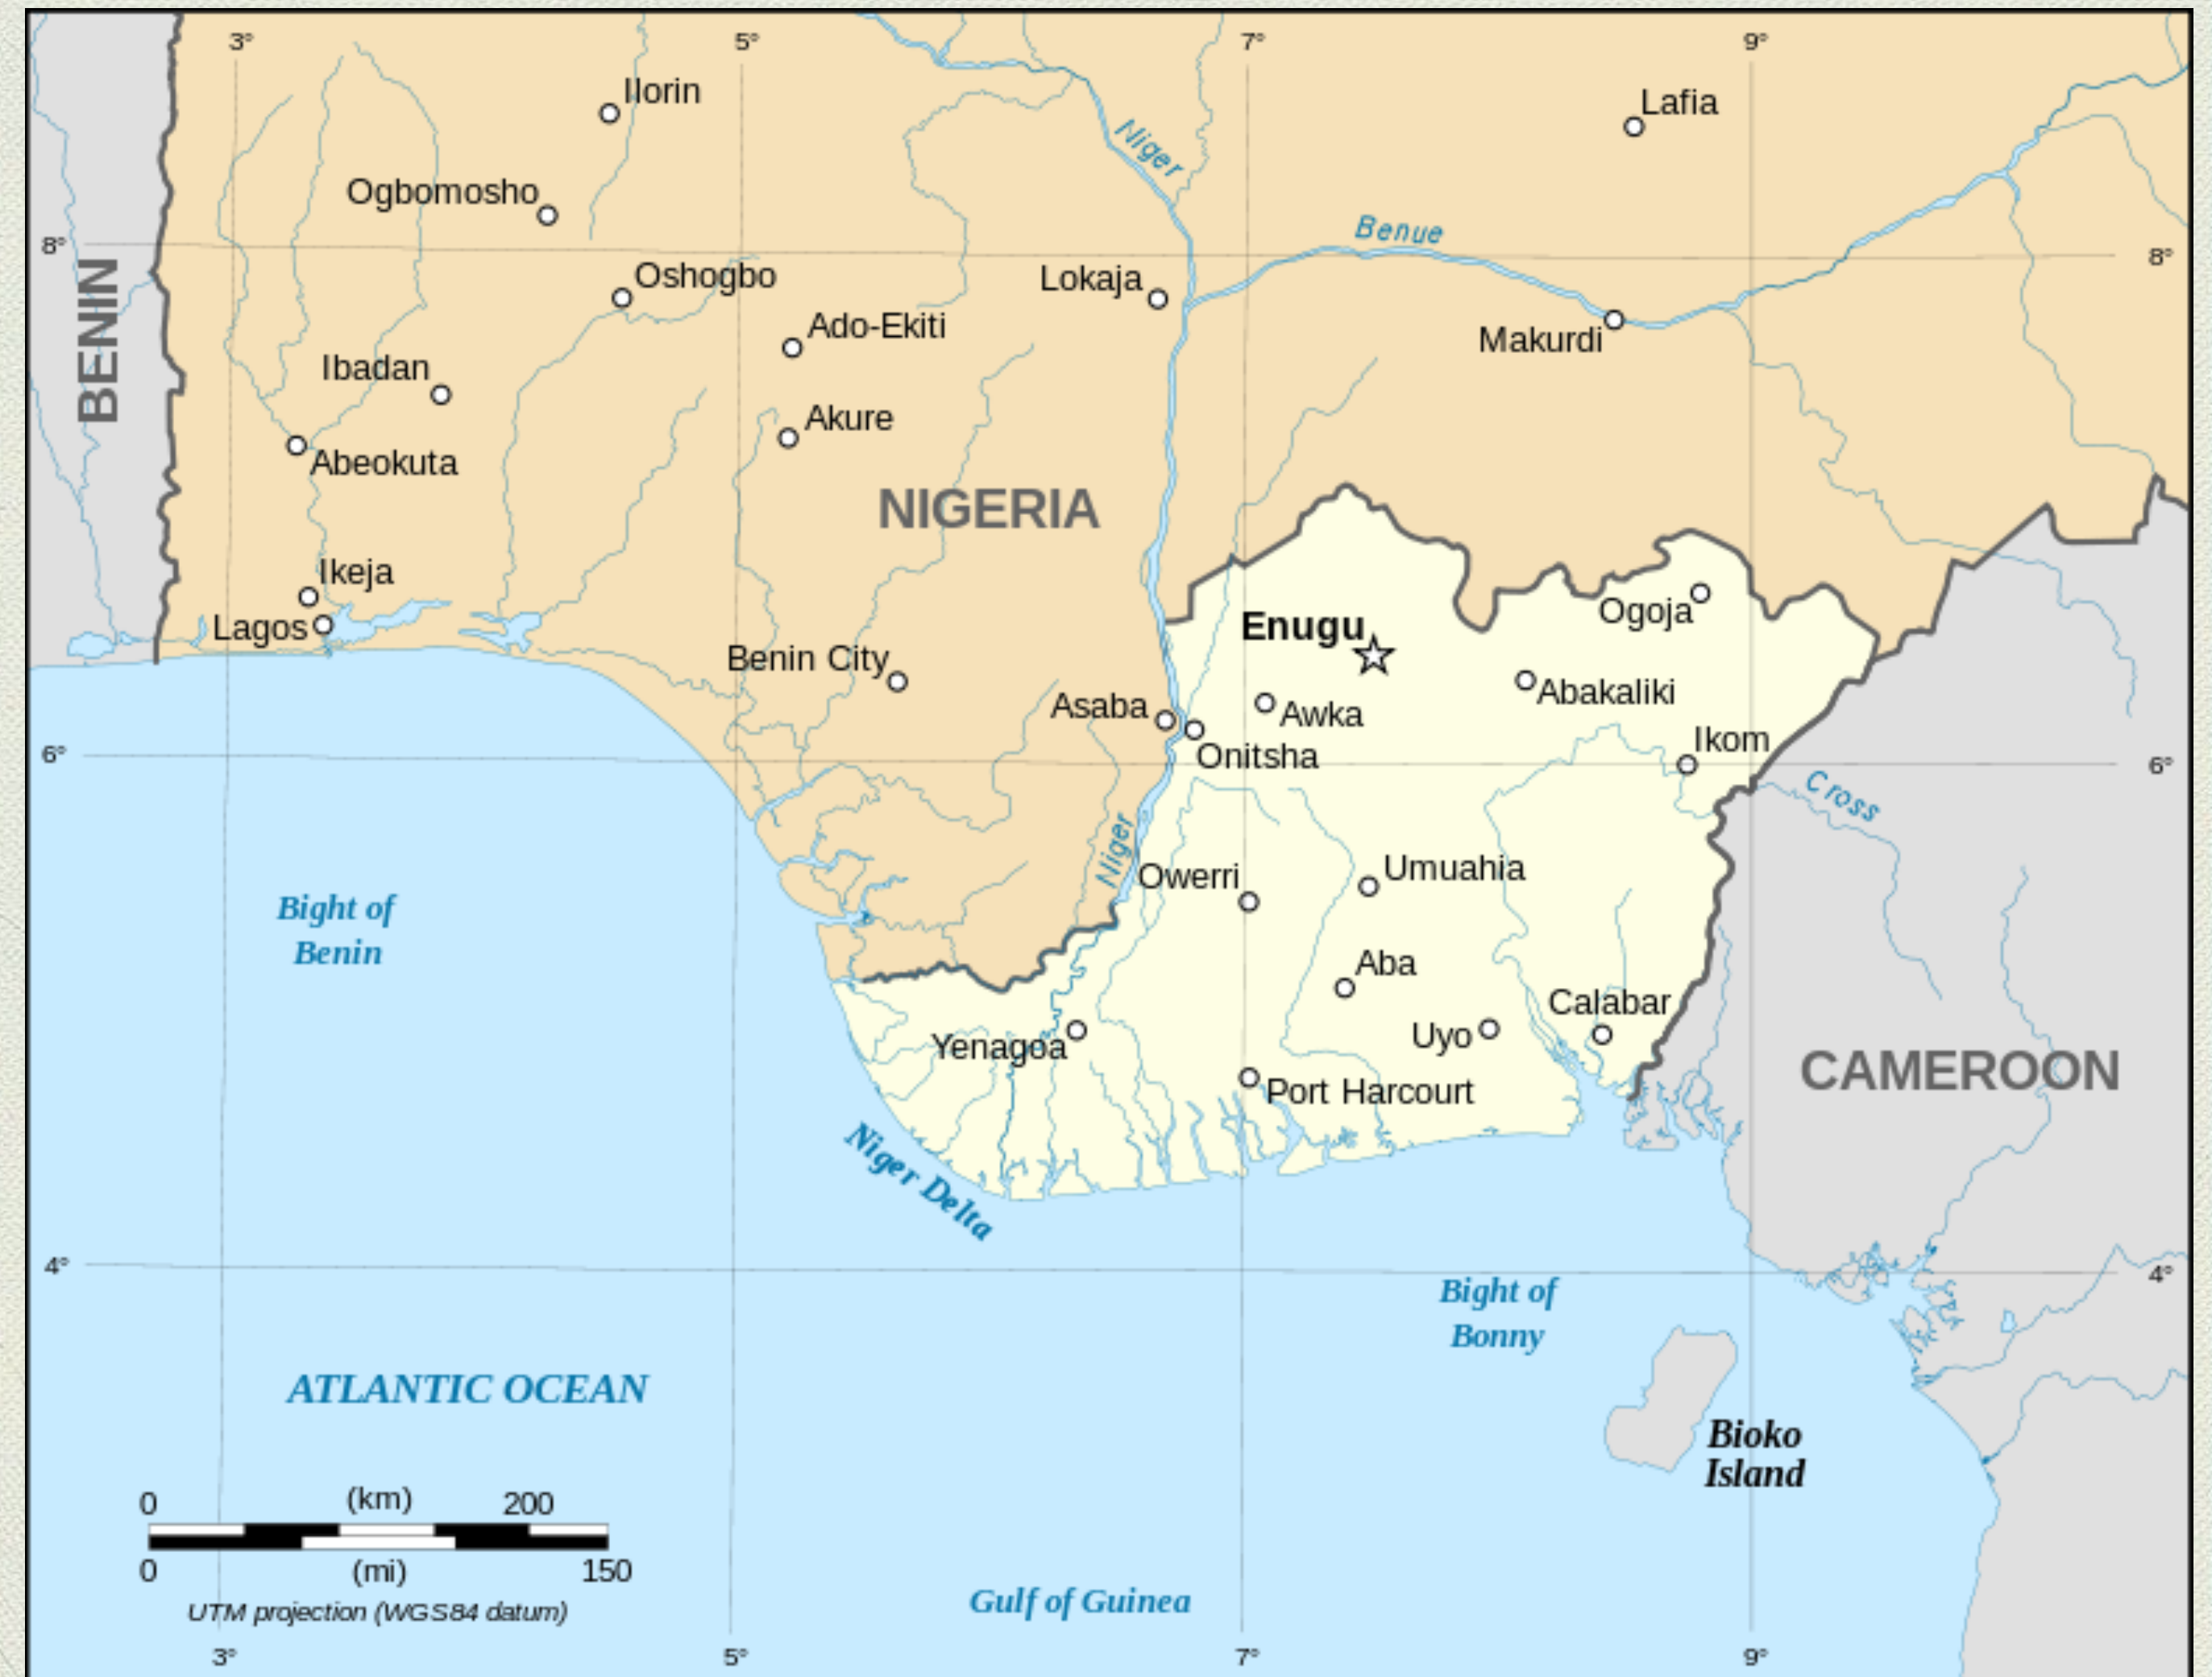 3°
5°
7°
9°
Ilorin
Lafia
Niger
Ogbomosho
Benue
8°
8°
BENIN
Oshogbo
Lokaja
Ado-Ekiti
Makurdi
Ibadan
Akure
Abeokuta
NIGERIA
Ikeja
Lagos
Enugu
Ogoja
Benin City
Abakaliki
Asaba
Awka
Ikom
Onitsha
6°
6°
Cross
Niger
Owerri
Umuahia
Bight of
Benin
Aba
Calabar
Uyo
Yenagoa
Port Harcourt
CAMEROON
Niger Delta
4°
4°
Bight of
Bonny
ATLANTIC OCEAN
Bioko
Island
0 (km) 200
0 (mi) 150
UTM projection (WGS84 datum)
Gulf of Guinea
3°
5°
7°
9°